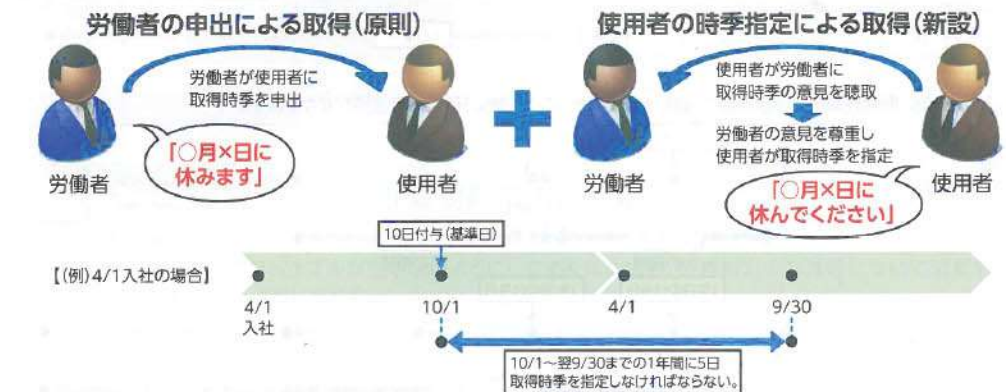 労働者の申出による取得(原則)
労働者が使用者に
取得時季を申出
「○月×日に
休みます」
労働者
使用者
使用者の時季指定による取得(新設)
使用者が労働者に
取得時季の意見を聴取
労働者の意見を尊重し
使用者が取得時季を指定
「○月×日に
休んでください」
労働者
使用者
10日付与(基準日)
【(例)4/1入社の場合】
4/1
入社
10/1
4/1
9/30
10/1~翌9/30までの1年間に5日
取得時季を指定しなければならない。